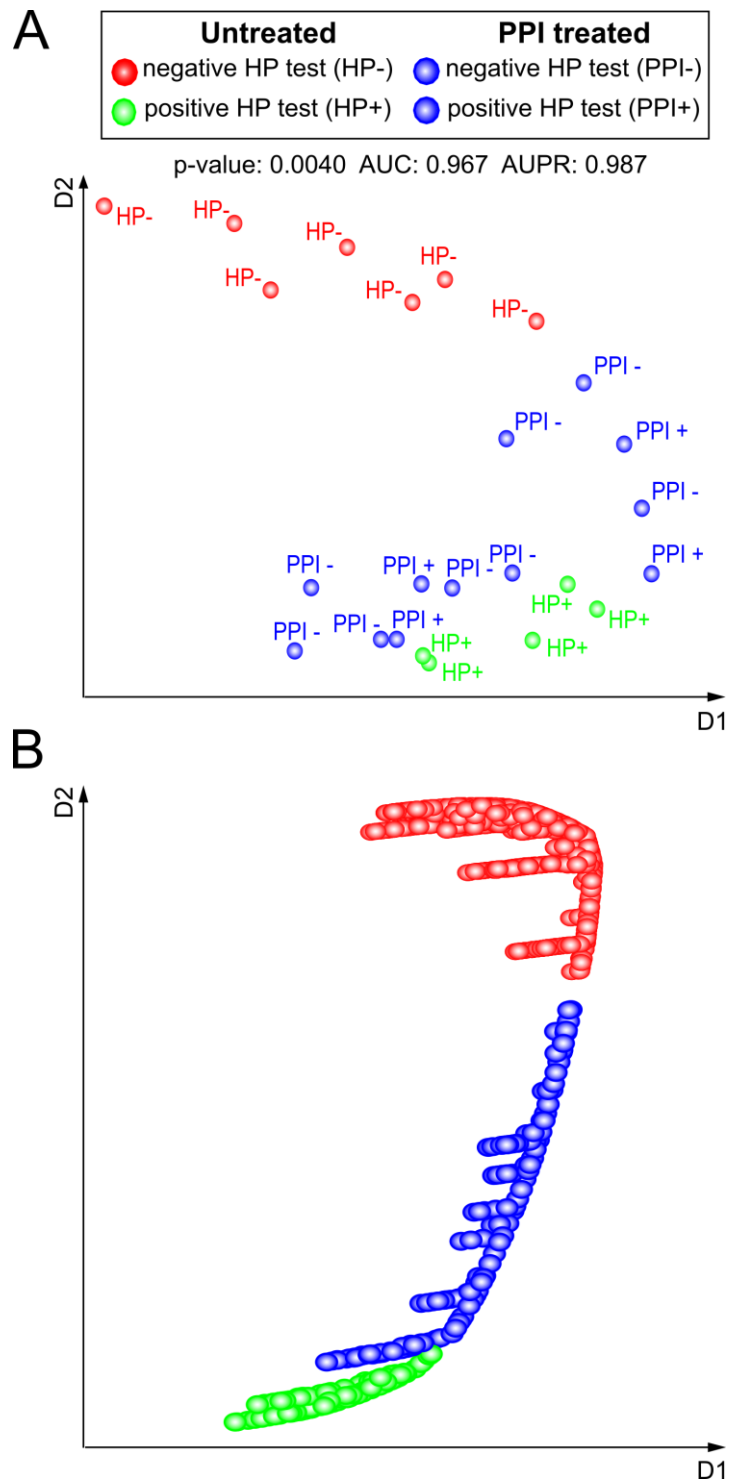 A
Untreated PPI treated
negative HP test (HP-) negative HP test (PPI-)
positive HP test (HP+) positive HP test (PPI+)
p-value: 0.0040 AUC: 0.967 AUPR: 0.987
D2
HP-
HP-
HP-
HP-
HP-
HP-
HP-
PPI -
PPI -
PPI +
PPI -
PPI -
PPI +
PPI -
PPI -
PPI +
HP+
HP+
PPI -
PPI -
PPI +
HP+
HP+
HP+
D1
B
D2
D1